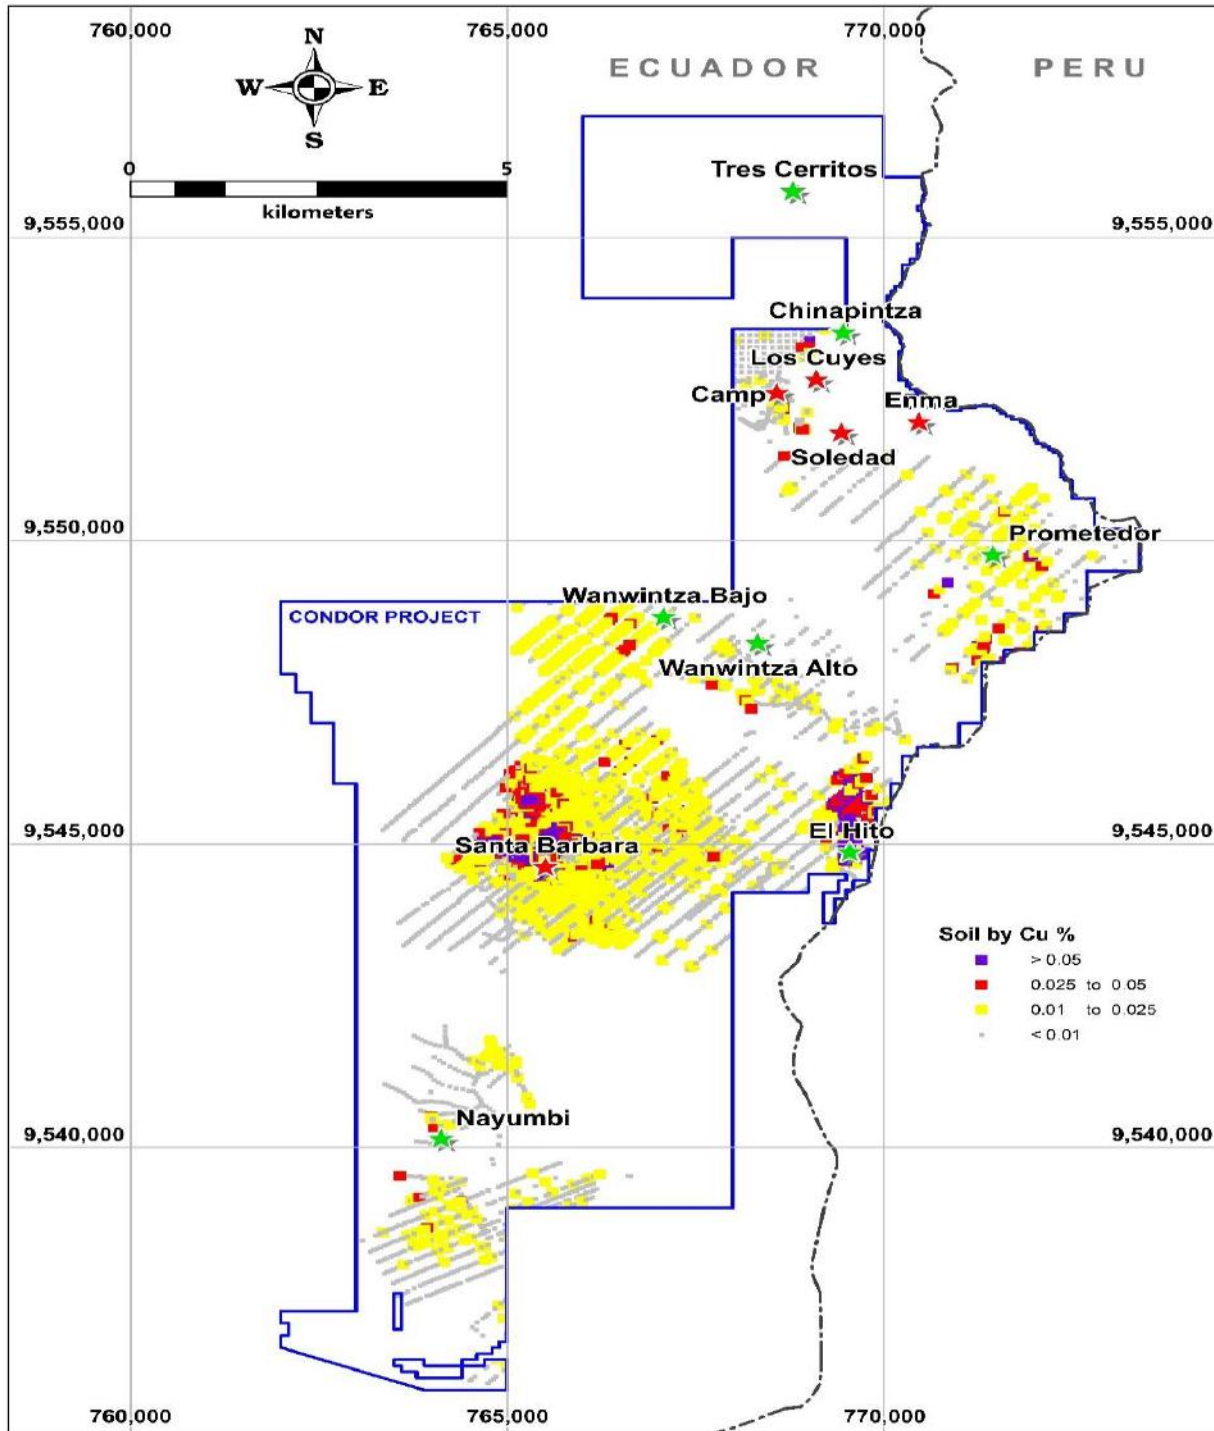 760,000 765,000 770,000
N
W E
S
ECUADOR PERU
0 5
kilometers
Tres Cerritos
9,555,000 9,555,000
Chinapintza
Los Cuyes
Camp
Enma
Soledad
9,550,000
Prometedor
Wanwintza Bajo
CONDOR PROJECT
Wanwintza Alto
9,545,000 9,545,000
El Hito
Santa Barbara
Soil by Cu %
> 0.05
0.025 to 0.05
0.01 to 0.025
< 0.01
Nayumbi
9,540,000 9,540,000
760,000 765,000 770,000